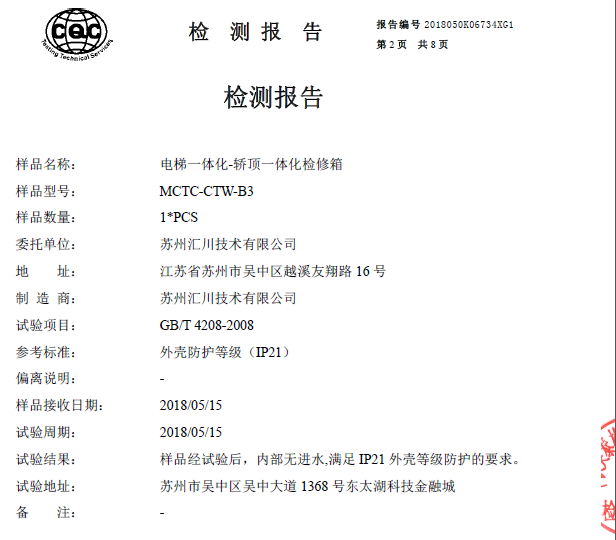 CQC
Testing Technical Services
检 测 报 告
报告编号 2018050K06734XG1
第 2 页 共 8 页
检测报告
样品名称： 电梯一体化-轿顶一体化检修箱
样品型号： MCTC-CTW-B3
样品数量： 1*PCS
委托单位： 苏州汇川技术有限公司
地 址： 江苏省苏州市吴中区越溪友翔路 16 号
制 造 商： 苏州汇川技术有限公司
试验项目： GB/T 4208-2008
参考标准： 外壳防护等级（IP21）
偏离说明： -
样品接收日期： 2018/05/15
试验周期： 2018/05/15
试验结果： 样品经试验后，内部无进水,满足 IP21 外壳等级防护的要求。
试验地址： 苏州市吴中区吴中大道 1368 号东太湖科技金融城
备 注： -
检